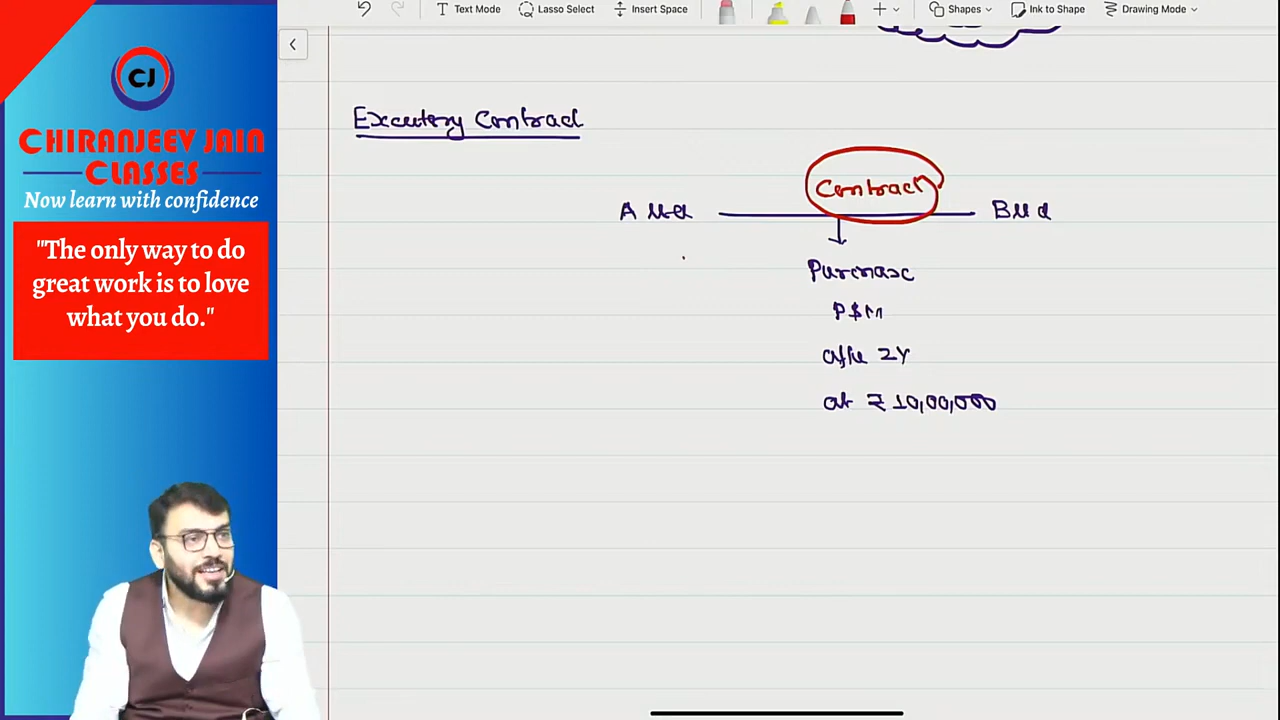 Text Mode
Lasso Select
Insert Space
Shapes
Ink to Shape
Drawing Mode
CJ
CHIRANJEEV JAIN
CLASSES
Now learn with confidence
"The only way to do
great work is to love
what you do."
Executory Contract
Contract
A Ltd
B Ltd
Purchase
at ₹ 10,00,000